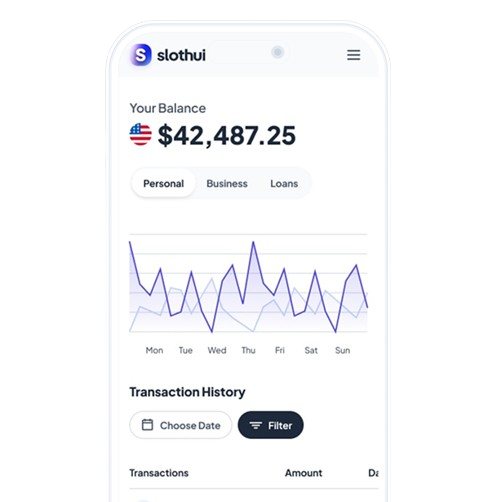 S slothui
Your Balance
$42,487.25
Personal Business Loans
Mon Tue Wed Thu Fri Sat Sun
Transaction History
Choose Date Filter
Transactions Amount Da